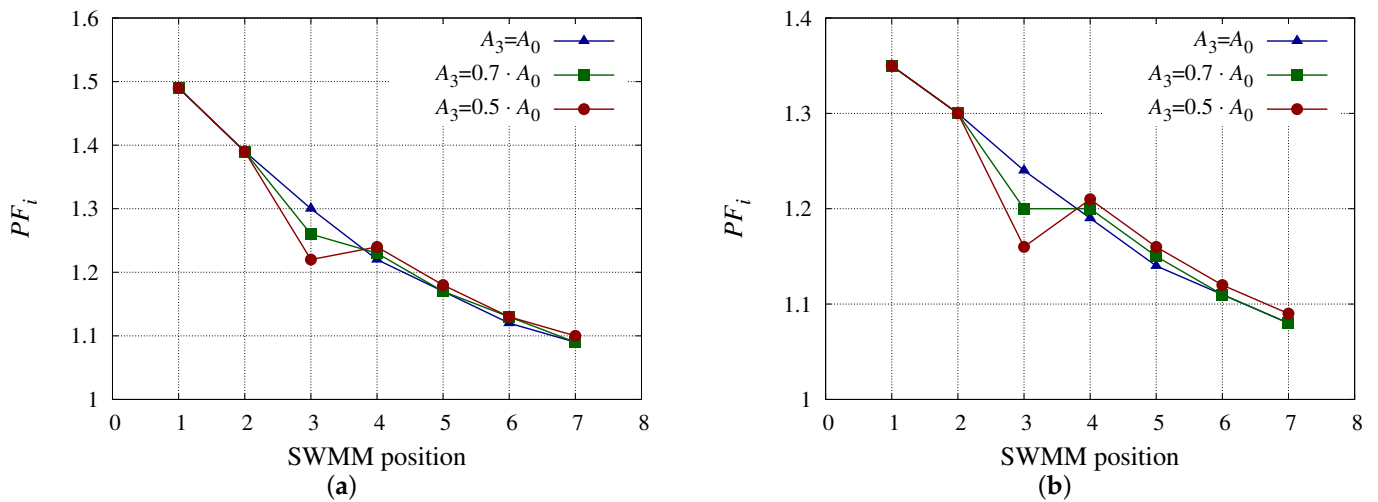 1.6
1.5
1.4
1.3
1.2
1.1
1
PF_i
0 1 2 3 4 5 6 7 8
SWMM position
A_3=A_0
A_3=0.7 · A_0
A_3=0.5 · A_0
(a)
1.4
1.3
1.2
1.1
1
PF_i
0 1 2 3 4 5 6 7 8
SWMM position
A_3=A_0
A_3=0.7 · A_0
A_3=0.5 · A_0
(b)